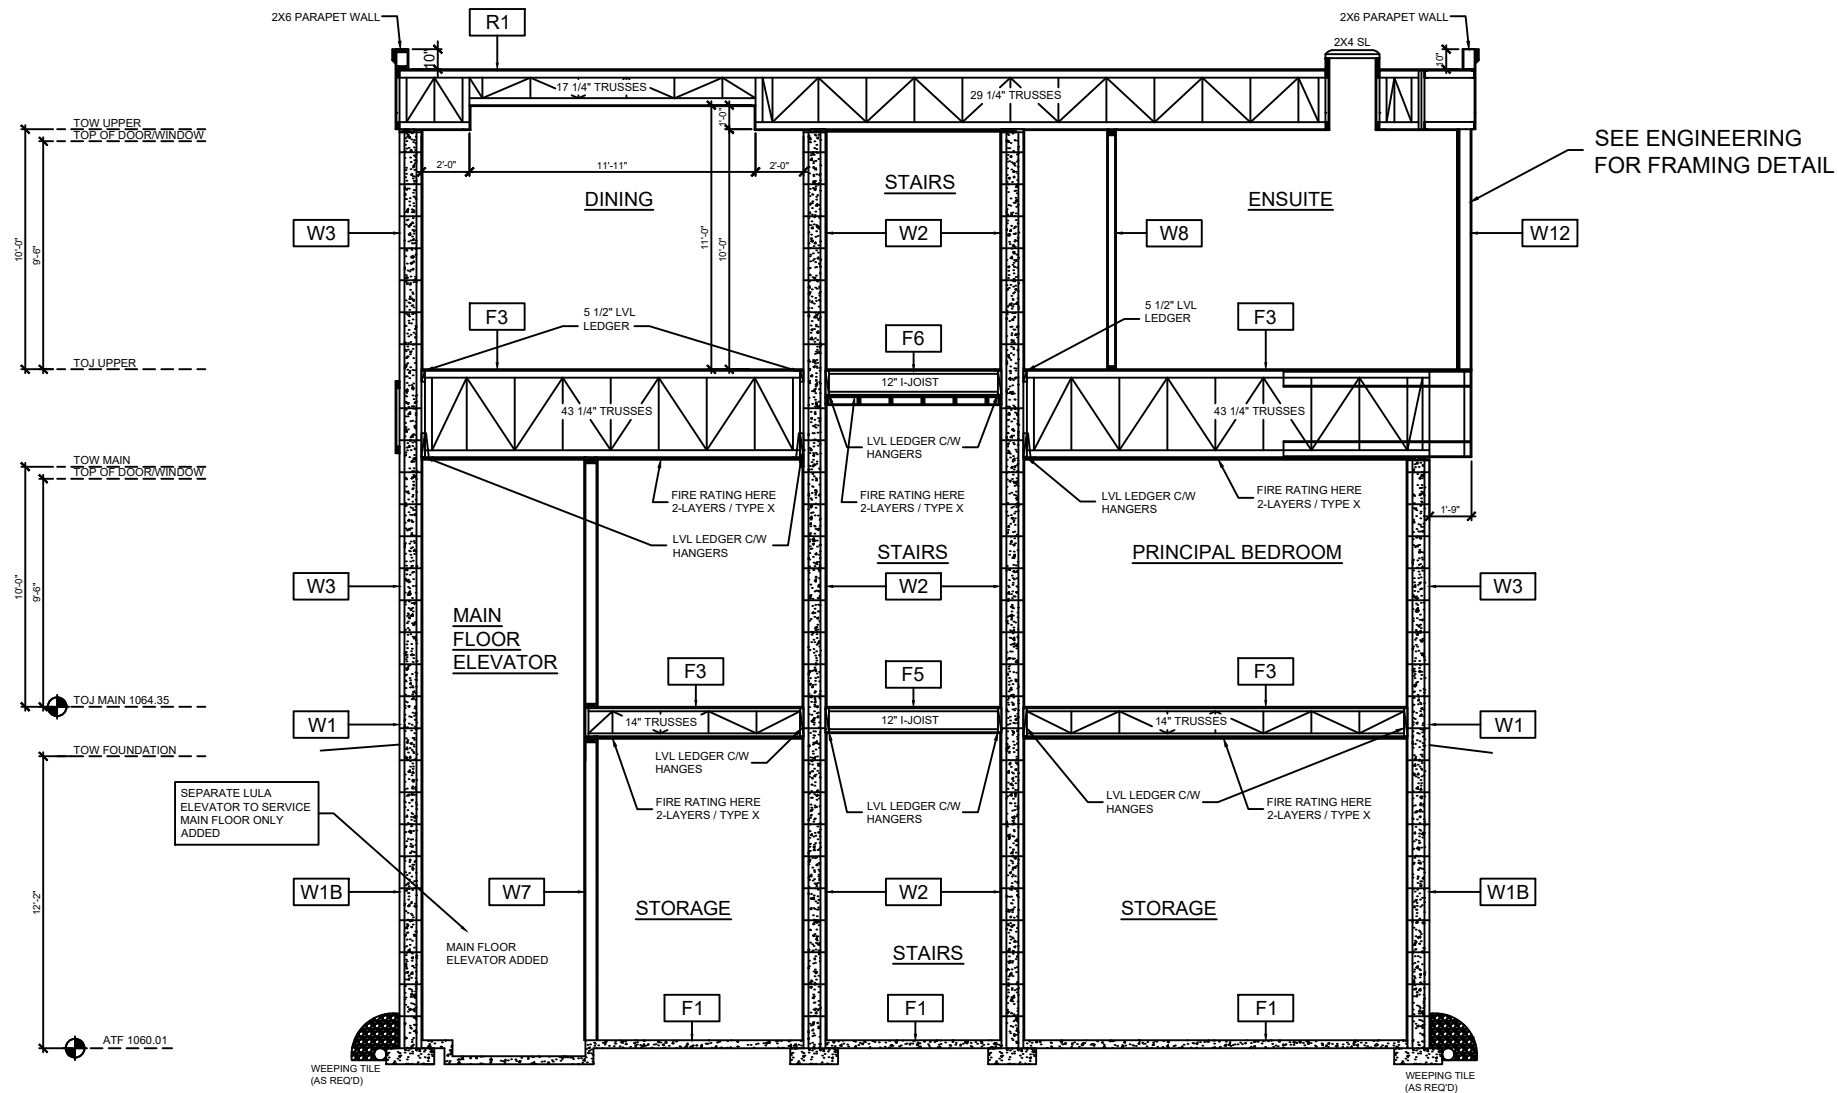 2X6 PARAPET WALL
R1
2X6 PARAPET WALL
2X4 SL
10"
10"
17 1/4" TRUSSES
29 1/4" TRUSSES
TOW UPPER
TOP OF DOOR/WINDOW
1'-0"
SEE ENGINEERING
FOR FRAMING DETAIL
2'-0"
11'-11"
2'-0"
DINING
STAIRS
ENSUITE
W3
W2
W8
W12
10'-0"
9'-6"
11'-0"
10'-0"
F3
5 1/2" LVL
LEDGER
F6
5 1/2" LVL
LEDGER
F3
TOJ UPPER
12" I-JOIST
43 1/4" TRUSSES
43 1/4" TRUSSES
LVL LEDGER C/W
HANGERS
TOW MAIN
TOP OF DOOR/WINDOW
FIRE RATING HERE
2-LAYERS / TYPE X
FIRE RATING HERE
2-LAYERS / TYPE X
LVL LEDGER C/W
HANGERS
FIRE RATING HERE
2-LAYERS / TYPE X
1'-9"
LVL LEDGER C/W
HANGERS
STAIRS
PRINCIPAL BEDROOM
10'-0"
9'-6"
W3
W2
W3
MAIN
FLOOR
ELEVATOR
F3
F5
F3
TOJ MAIN 1064.35
W1
14" TRUSSES
12" I-JOIST
14" TRUSSES
W1
TOW FOUNDATION
LVL LEDGER C/W
HANGES
SEPARATE LULA
ELEVATOR TO SERVICE
MAIN FLOOR ONLY
ADDED
FIRE RATING HERE
2-LAYERS / TYPE X
LVL LEDGER C/W
HANGERS
LVL LEDGER C/W
HANGES
FIRE RATING HERE
2-LAYERS / TYPE X
12'-2"
W1B
W7
W2
W1B
STORAGE
STORAGE
MAIN FLOOR
ELEVATOR ADDED
STAIRS
F1
F1
F1
ATF 1060.01
WEEPING TILE
(AS REQ'D)
WEEPING TILE
(AS REQ'D)